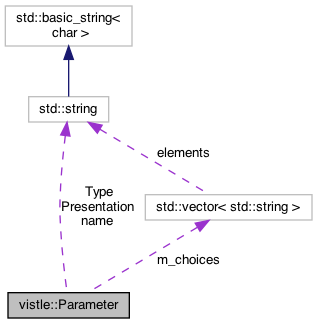 std::basic_string<
char >
std::string
elements
Type
Presentation
name
std::vector< std::string >
m_choices
vistle::Parameter